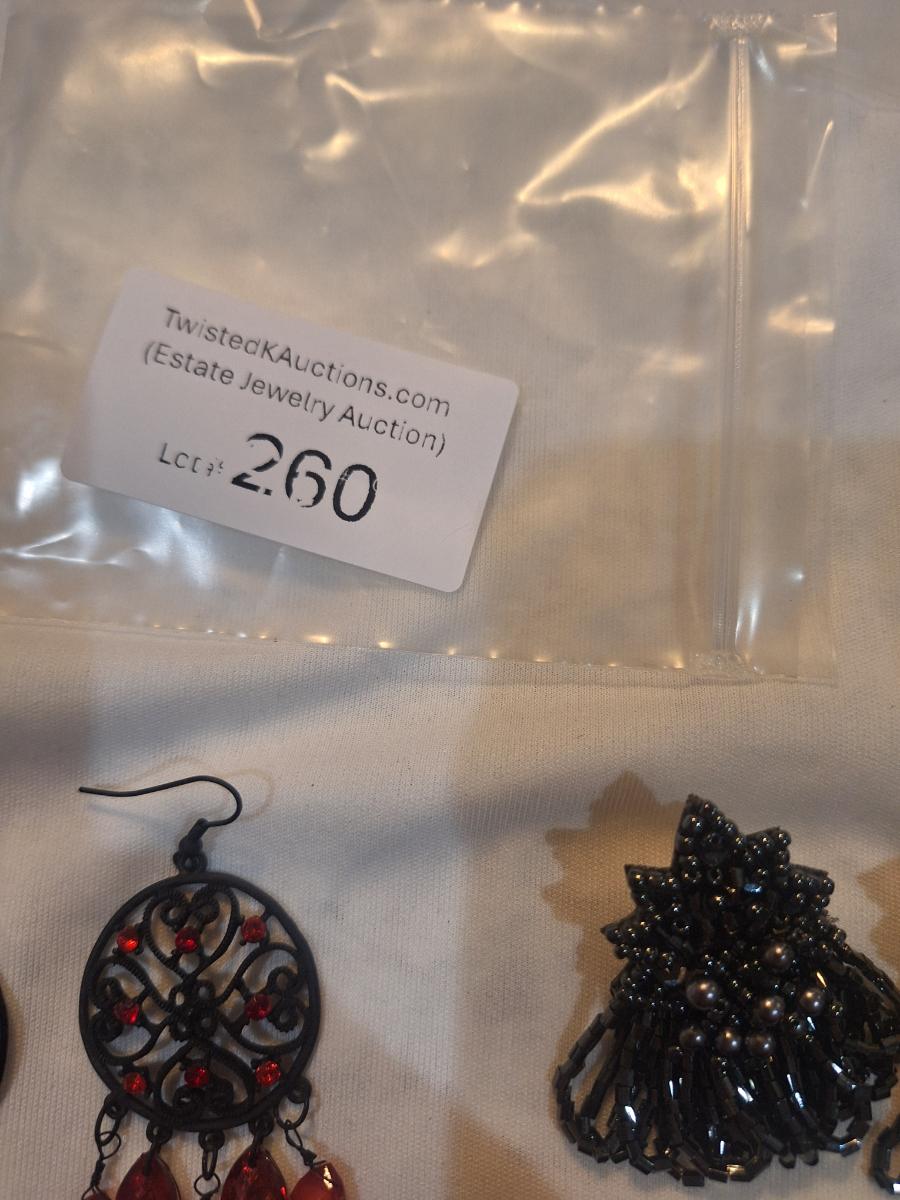 TwistedKAuctions.com
(Estate Jewelry Auction)
Lot# 260